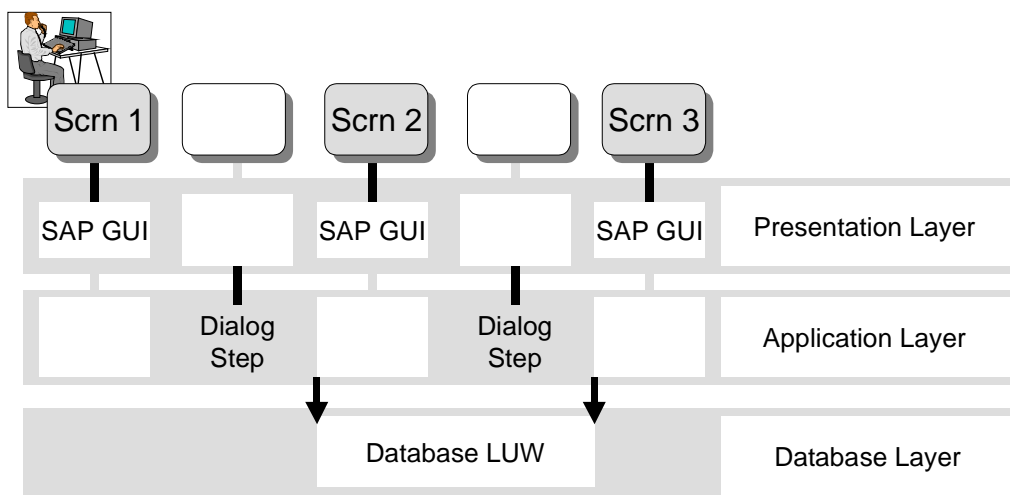 Scrn 1
Scrn 2
Scrn 3
SAP GUI
SAP GUI
SAP GUI
Presentation Layer
Dialog
Step
Dialog
Step
Application Layer
Database LUW
Database Layer